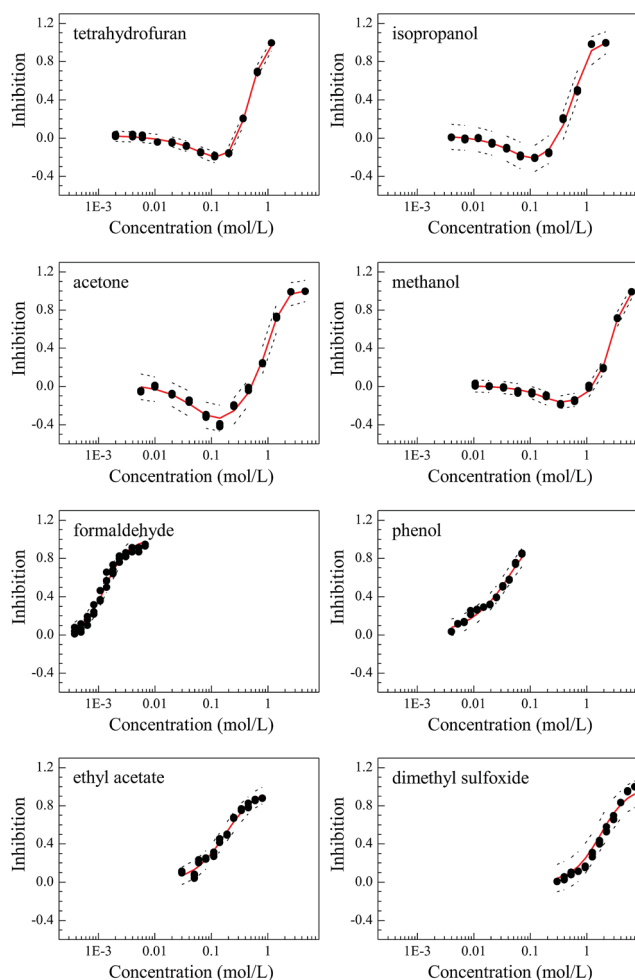 tetrahydrofuran
isopropanol
Inhibition
1.2
0.8
0.4
0.0
-0.4
1E-3 0.01 0.1 1
Concentration (mol/L)
Inhibition
1.2
0.8
0.4
0.0
-0.4
1E-3 0.01 0.1 1
Concentration (mol/L)
acetone
methanol
Inhibition
1.2
0.8
0.4
0.0
-0.4
1E-3 0.01 0.1 1
Concentration (mol/L)
Inhibition
1.2
0.8
0.4
0.0
-0.4
1E-3 0.01 0.1 1
Concentration (mol/L)
formaldehyde
phenol
Inhibition
1.2
0.8
0.4
0.0
-0.4
1E-3 0.01 0.1 1
Concentration (mol/L)
Inhibition
1.2
0.8
0.4
0.0
-0.4
1E-3 0.01 0.1 1
Concentration (mol/L)
ethyl acetate
dimethyl sulfoxide
Inhibition
1.2
0.8
0.4
0.0
-0.4
1E-3 0.01 0.1 1
Concentration (mol/L)
Inhibition
1.2
0.8
0.4
0.0
-0.4
1E-3 0.01 0.1 1
Concentration (mol/L)